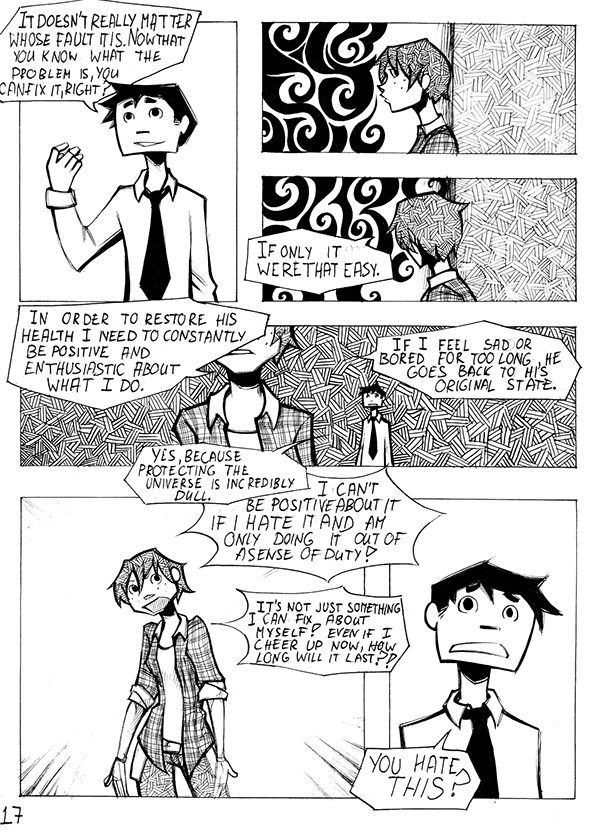 IT DOESN'T REALLY MATTER
WHOSE FAULT IT IS. NOW THAT
YOU KNOW WHAT THE
PROBLEM IS, YOU
CAN FIX IT, RIGHT?
IF ONLY IT
WERE THAT EASY.
IN ORDER TO RESTORE HIS
HEALTH I NEED TO CONSTANTLY
BE POSITIVE AND
ENTHUSIASTIC ABOUT
WHAT I DO.
IF I FEEL SAD OR
BORED FOR TOO LONG, HE
GOES BACK TO HIS
ORIGINAL STATE.
YES, BECAUSE
PROTECTING THE
UNIVERSE IS INCREDIBLY
DULL.
I CAN'T
BE POSITIVE ABOUT IT
IF I HATE IT AND AM
ONLY DOING IT OUT OF
A SENSE OF DUTY!
IT'S NOT JUST SOMETHING
I CAN FIX ABOUT
MYSELF! EVEN IF I
CHEER UP NOW, HOW
LONG WILL IT LAST?!
YOU HATE
THIS?
17